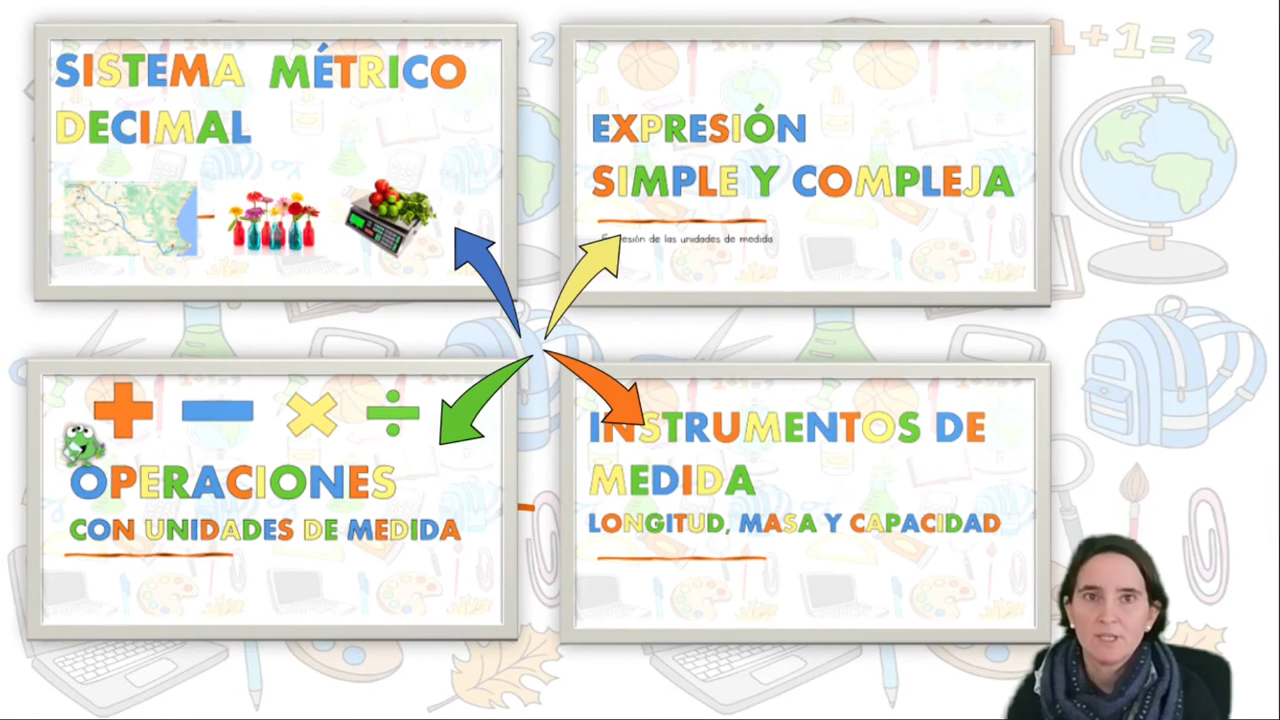 SISTEMA MÉTRICO
DECIMAL
EXPRESIÓN
SIMPLE Y COMPLEJA
de las unidades de medida
1+1=2
2
OPERACIONES
CON UNIDADES DE MEDIDA
INSTRUMENTOS DE
MEDIDA
LONGITUD, MASA Y CAPACIDAD